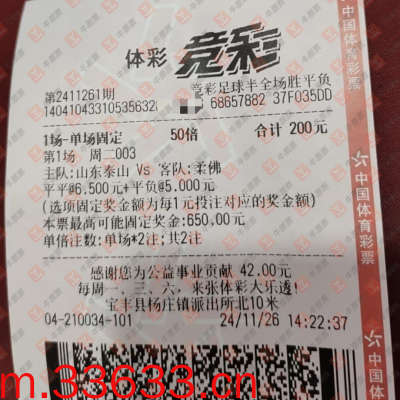 体彩 竞彩
第2411261期 竞彩足球半全场胜平负
14041043310535632 68657882 37F035DD
1场-单场固定 50倍 合计 200元
第1场 周二003
主队:山东泰山 Vs 客队:柔佛
平平@6.500元+平负@5.000元
(选项固定奖金额为每1元投注对应的奖金额)
本票最高可能固定奖金:650,00元
单倍注数:单场*2注;共2注
感谢您为公益事业贡献 42.00元
每周一、三、六,来张体彩大乐透!
宝丰县杨庄镇派出所北10米
04-210034-101 24/11/26 14:22:37
中国体育彩票
中国体育彩票
中国体育彩票
m.33633.cn